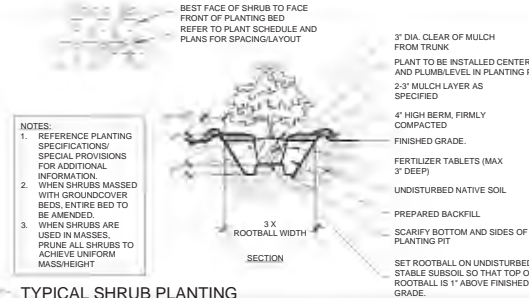 BEST FACE OF SHRUB TO FACE
FRONT OF PLANTING BED
REFER TO PLANT SCHEDULE AND
PLANS FOR SPACING/LAYOUT
3" DIA. CLEAR OF MULCH
FROM TRUNK
PLANT TO BE INSTALLED CENTER
AND PLUMB/LEVEL IN PLANTING
2-3" MULCH LAYER AS
SPECIFIED
4" HIGH BERM, FIRMLY
COMPACTED
FINISHED GRADE.
FERTILIZER TABLETS (MAX
3" DEEP)
UNDISTURBED NATIVE SOIL
PREPARED BACKFILL
SCARIFY BOTTOM AND SIDES OF
PLANTING PIT
SET ROOTBALL ON UNDISTURBED
STABLE SUBSOIL SO THAT TOP O
ROOTBALL IS 1" ABOVE FINISHED
GRADE.
NOTES:
1. REFERENCE PLANTING
SPECIFICATIONS/
SPECIAL PROVISIONS
FOR ADDITIONAL
INFORMATION.
2. WHEN SHRUBS MASSED
WITH GROUNDCOVER
BEDS, ENTIRE BED TO
BE AMENDED.
3. WHEN SHRUBS ARE
USED IN MASSES,
PRUNE ALL SHRUBS TO
ACHIEVE UNIFORM
MASS/HEIGHT
3 X
ROOTBALL WIDTH
SECTION
TYPICAL SHRUB PLANTING